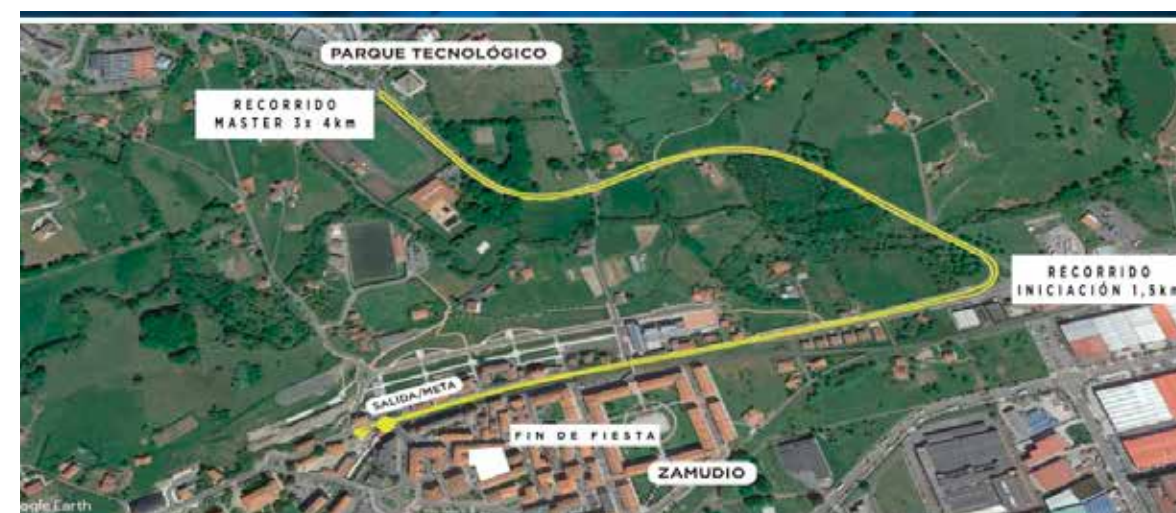 PARQUE TECNOLÓGICO
RECORRIDO
MASTER 3x 4km
RECORRIDO
INICIACIÓN 1,5km
SALIDA/META
FIN DE FIESTA
ZAMUDIO
ogle Earth